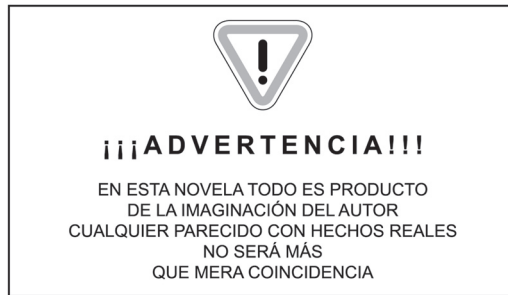 ¡¡¡ADVERTENCIA!!!
EN ESTA NOVELA TODO ES PRODUCTO
DE LA IMAGINACIÓN DEL AUTOR
CUALQUIER PARECIDO CON HECHOS REALES
NO SERÁ MÁS
QUE MERA COINCIDENCIA